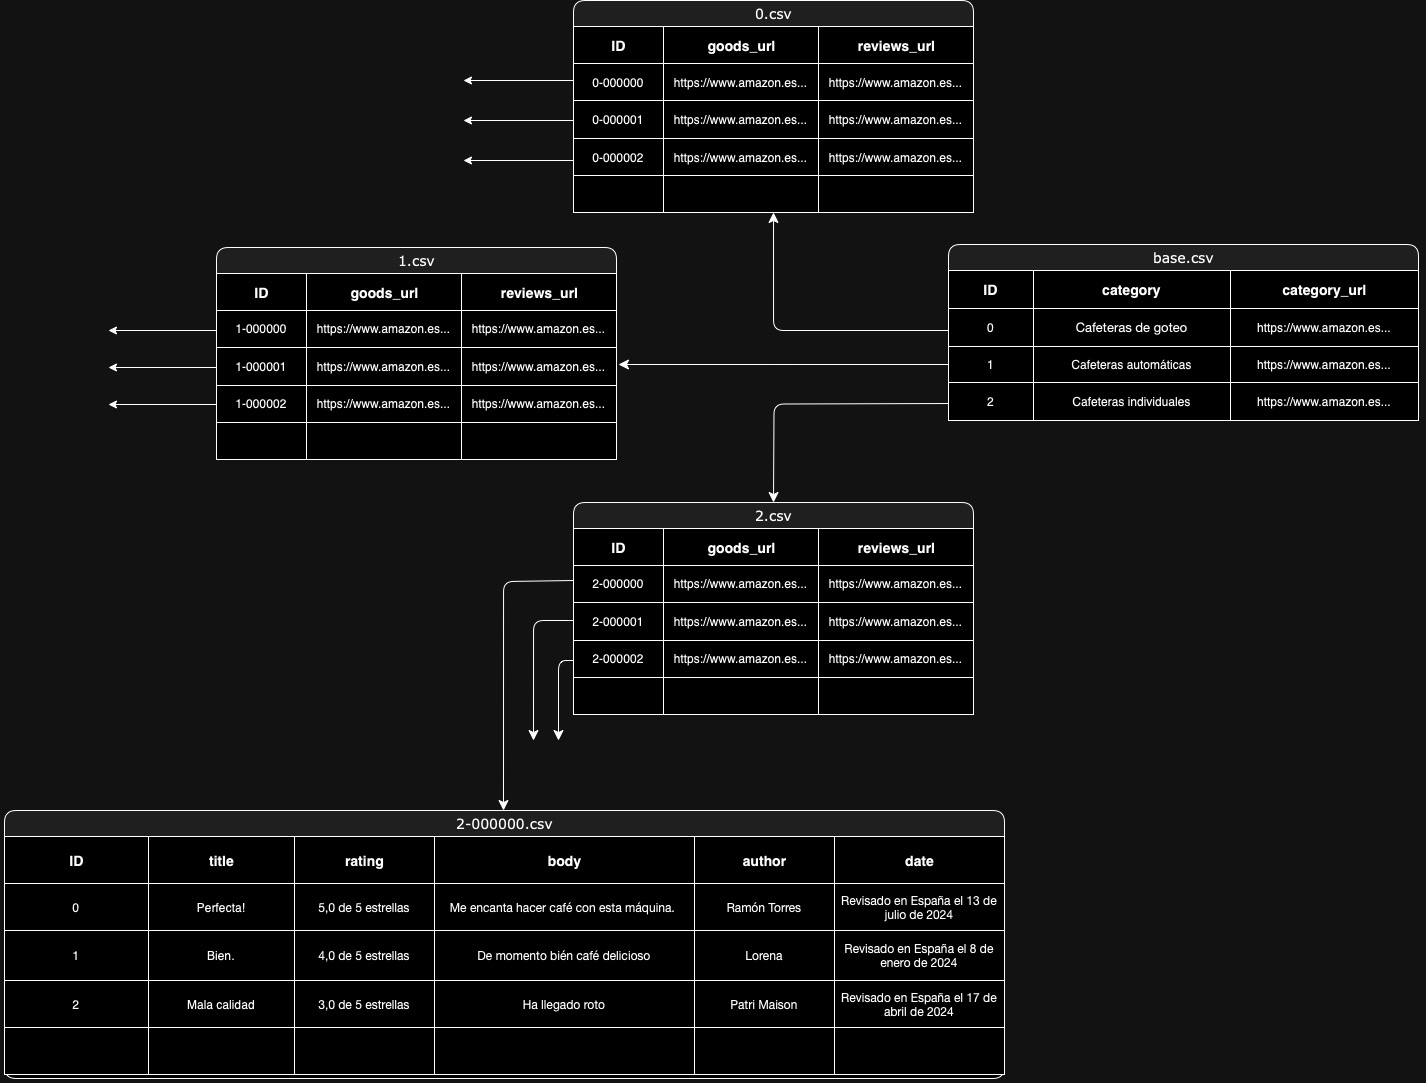 0.csv
ID goods_url reviews_url
0-000000 https://www.amazon.es... https://www.amazon.es...
0-000001 https://www.amazon.es... https://www.amazon.es...
0-000002 https://www.amazon.es... https://www.amazon.es...
1.csv
ID goods_url reviews_url
1-000000 https://www.amazon.es... https://www.amazon.es...
1-000001 https://www.amazon.es... https://www.amazon.es...
1-000002 https://www.amazon.es... https://www.amazon.es...
base.csv
ID category category_url
0 Cafeteras de goteo https://www.amazon.es...
1 Cafeteras automáticas https://www.amazon.es...
2 Cafeteras individuales https://www.amazon.es...
2.csv
ID goods_url reviews_url
2-000000 https://www.amazon.es... https://www.amazon.es...
2-000001 https://www.amazon.es... https://www.amazon.es...
2-000002 https://www.amazon.es... https://www.amazon.es...
2-000000.csv
ID title rating body author date
0 Perfecta! 5,0 de 5 estrellas Me encanta hacer café con esta máquina. Ramón Torres Revisado en España el 13 de
julio de 2024
1 Bien. 4,0 de 5 estrellas De momento bién café delicioso Lorena Revisado en España el 8 de
enero de 2024
2 Mala calidad 3,0 de 5 estrellas Ha llegado roto Patri Maison Revisado en España el 17 de
abril de 2024